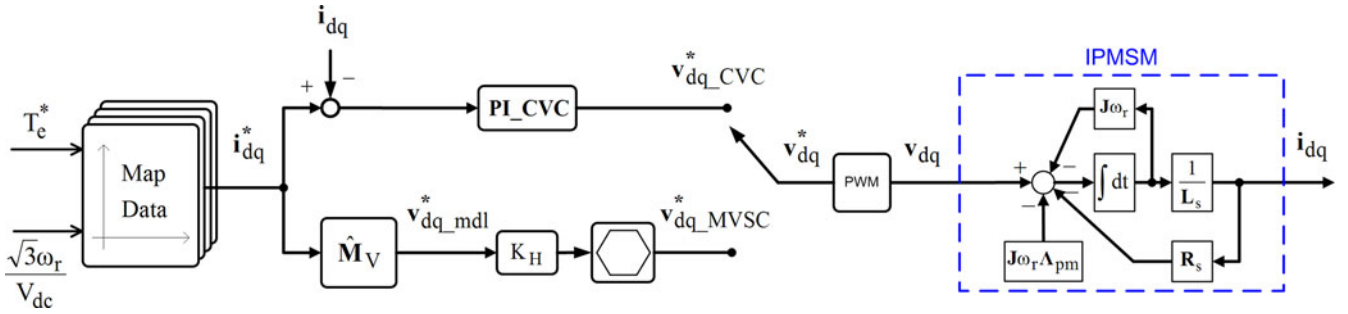 i_dq
+
−
v*_dq_CVC
IPMSM
T_e*
PI_CVC
Jω_r
Map
Data
i*_dq
v*_dq
v_dq
i_dq
PWM
+
−
−
−
∫dt
1
L_s
v*_dq_mdl
v*_dq_MVSC
M̂_V
K_H
Jω_rΛ_pm
R_s
√3ω_r
V_dc